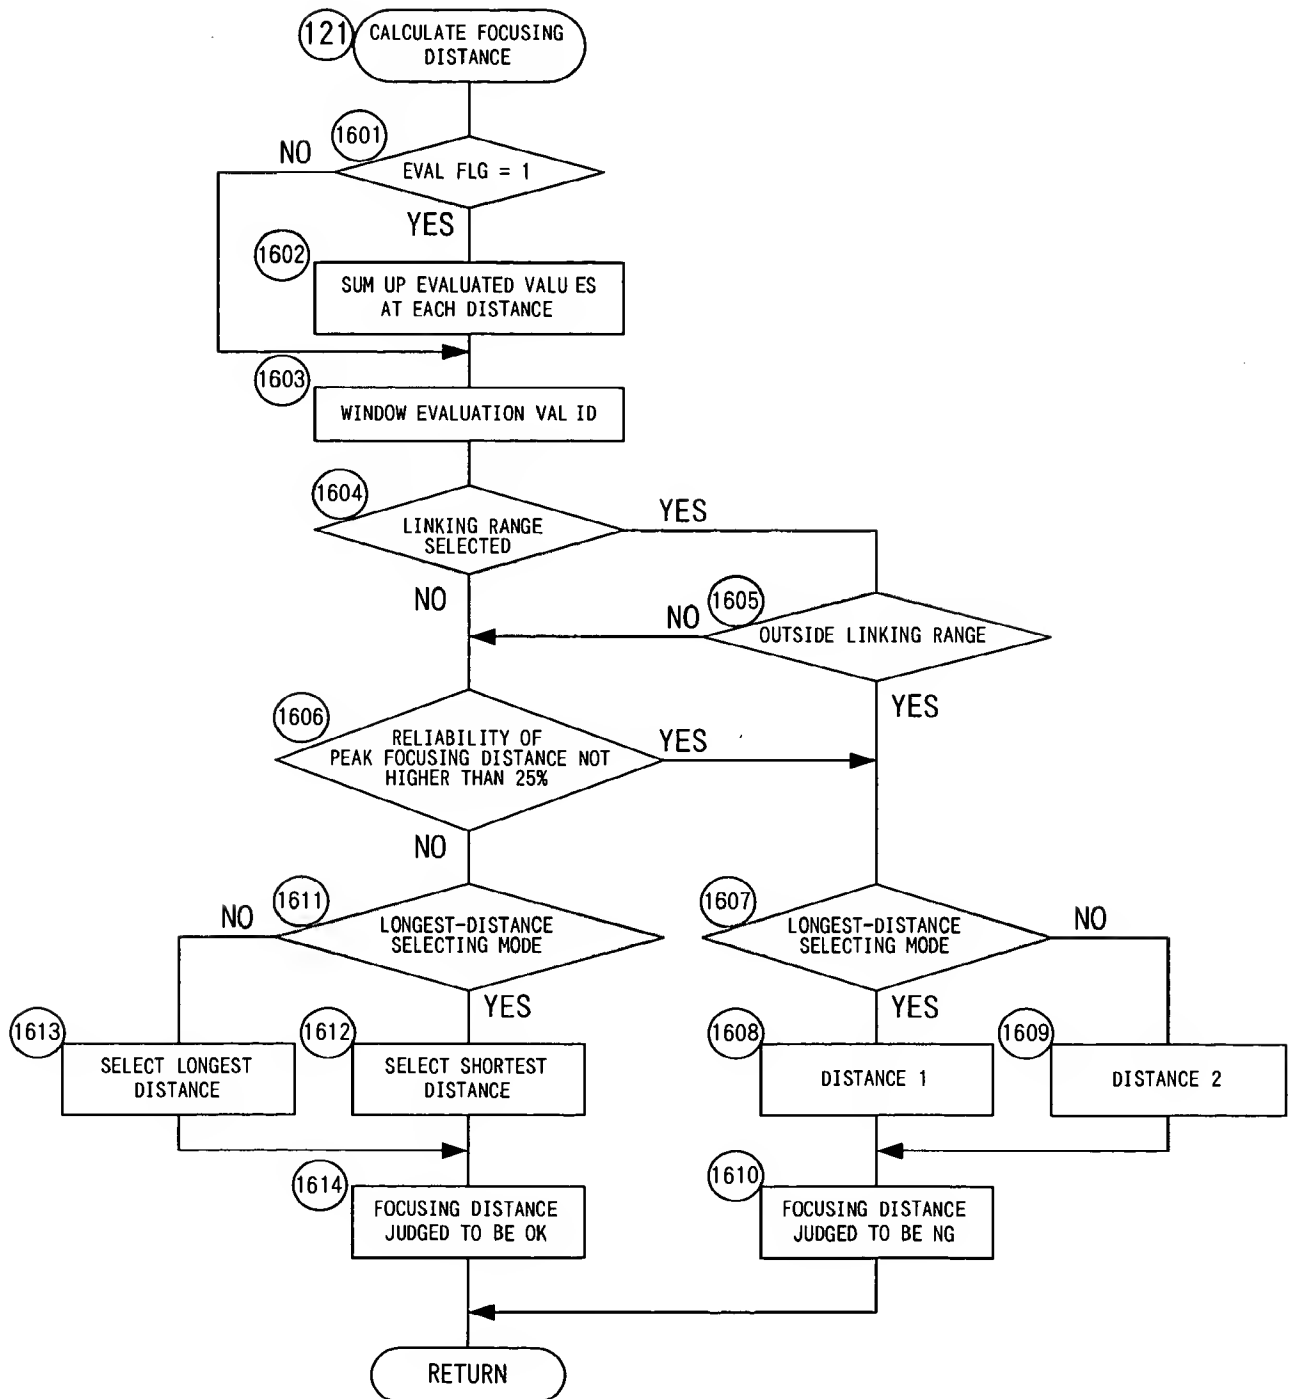 121
CALCULATE FOCUSING
DISTANCE
1601
NO
EVAL FLG = 1
YES
1602
SUM UP EVALUATED VALU ES
AT EACH DISTANCE
1603
WINDOW EVALUATION VAL ID
1604
YES
LINKING RANGE
SELECTED
NO
1605
NO
OUTSIDE LINKING RANGE
YES
1606
RELIABILITY OF
PEAK FOCUSING DISTANCE NOT
HIGHER THAN 25%
YES
NO
1611
NO
LONGEST-DISTANCE
SELECTING MODE
YES
1607
LONGEST-DISTANCE
SELECTING MODE
NO
YES
1613
SELECT LONGEST
DISTANCE
1612
SELECT SHORTEST
DISTANCE
1608
DISTANCE 1
1609
DISTANCE 2
1614
FOCUSING DISTANCE
JUDGED TO BE OK
1610
FOCUSING DISTANCE
JUDGED TO BE NG
RETURN